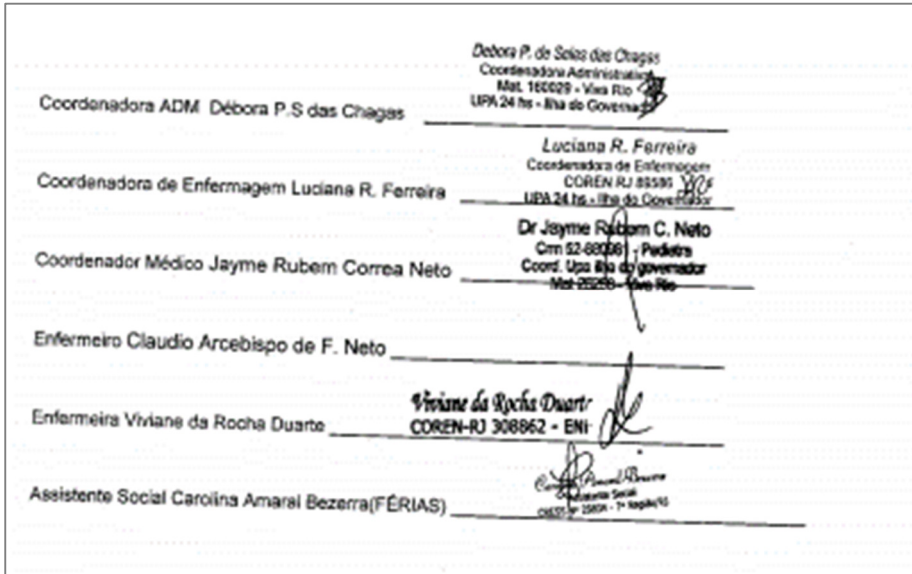 Debora P. de Sales das Chagas
Coordenadora Administrativa
Mat. 160029 - Viva Rio
UPA 24 hs - Ilha do Governador
Coordenadora ADM Débora P.S das Chagas
Luciana R. Ferreira
Coordenadora de Enfermagem
COREN RJ
UPA 24 hs - Ilha do Governador
Coordenadora de Enfermagem Luciana R. Ferreira
Dr Jayme Rubem C. Neto
Crm - Pediatra
Coord. Upa ilha do governador
Mat - Viva Rio
Coordenador Médico Jayme Rubem Correa Neto
Enfermeiro Claudio Arcebispo de F. Neto
Viviane da Rocha Duarte
COREN-RJ 308862 - ENF
Enfermeira Viviane da Rocha Duarte
Assistente Social
Assistente Social Carolina Amaral Bezerra(FÉRIAS)